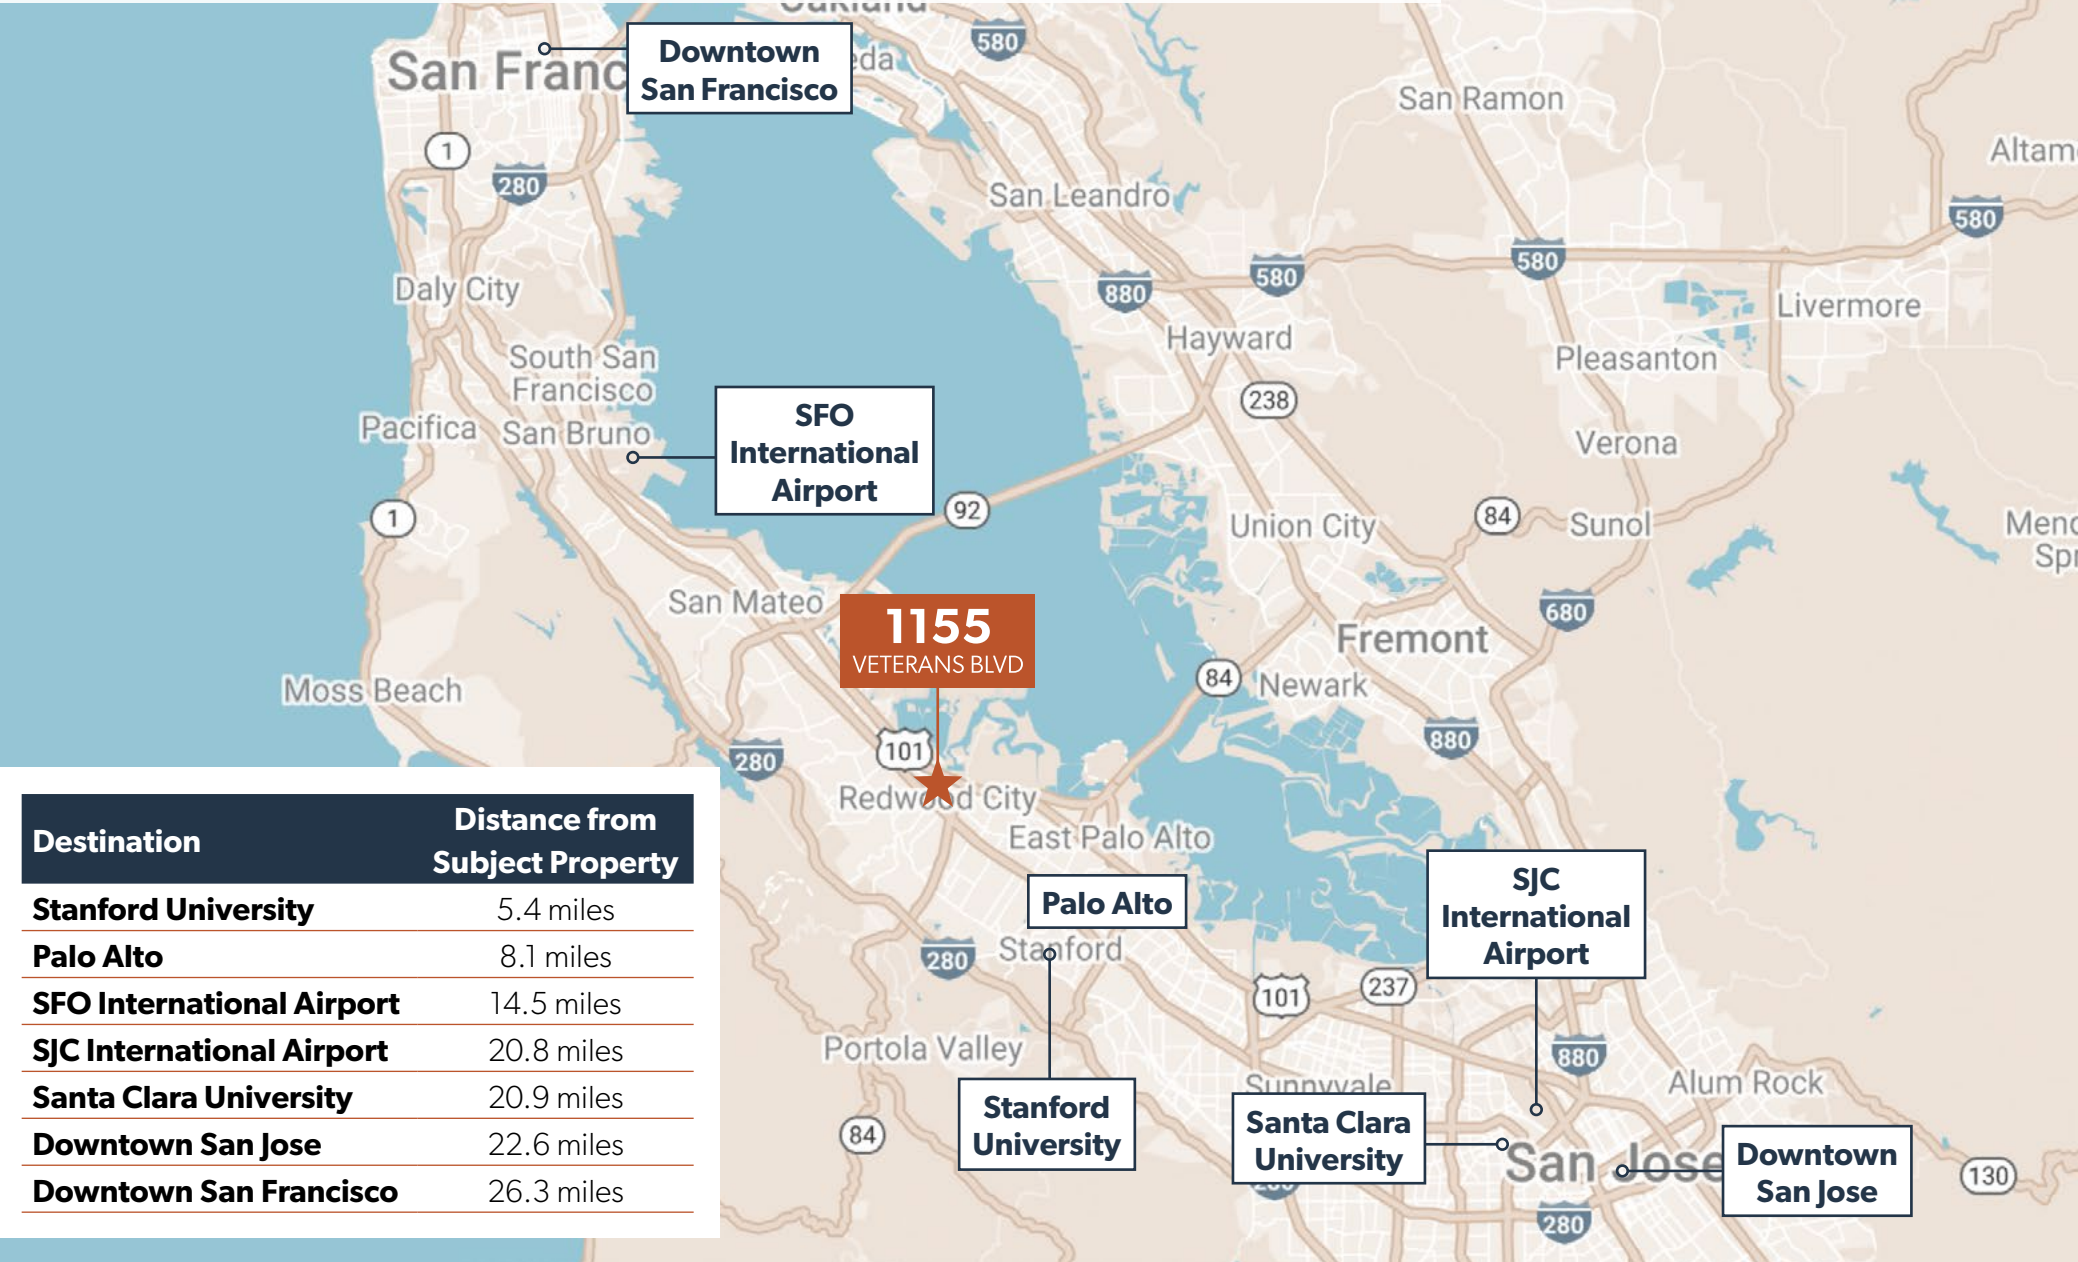 Oakland
San Franc
Downtown
San Francisco
eda
580
San Ramon
1
280
Altam
San Leandro
580
580
580
880
Daly City
Livermore
Hayward
South San
Francisco
Pleasanton
238
SFO
International
Airport
Pacifica
San Bruno
Verona
92
1
84
Union City
Sunol
Mend
Spr
San Mateo
680
1155
VETERANS BLVD
Fremont
84
Newark
Moss Beach
880
101
280
Redwood City
East Palo Alto
Destination
Distance from
Subject Property
Stanford University 5.4 miles
Palo Alto 8.1 miles
SFO International Airport 14.5 miles
SJC International Airport 20.8 miles
Santa Clara University 20.9 miles
Downtown San Jose 22.6 miles
Downtown San Francisco 26.3 miles
Palo Alto
SJC
International
Airport
Stanford
280
101
237
Portola Valley
880
Sunnyvale
Alum Rock
Stanford
University
Santa Clara
University
84
San Jose
Downtown
San Jose
130
280
280